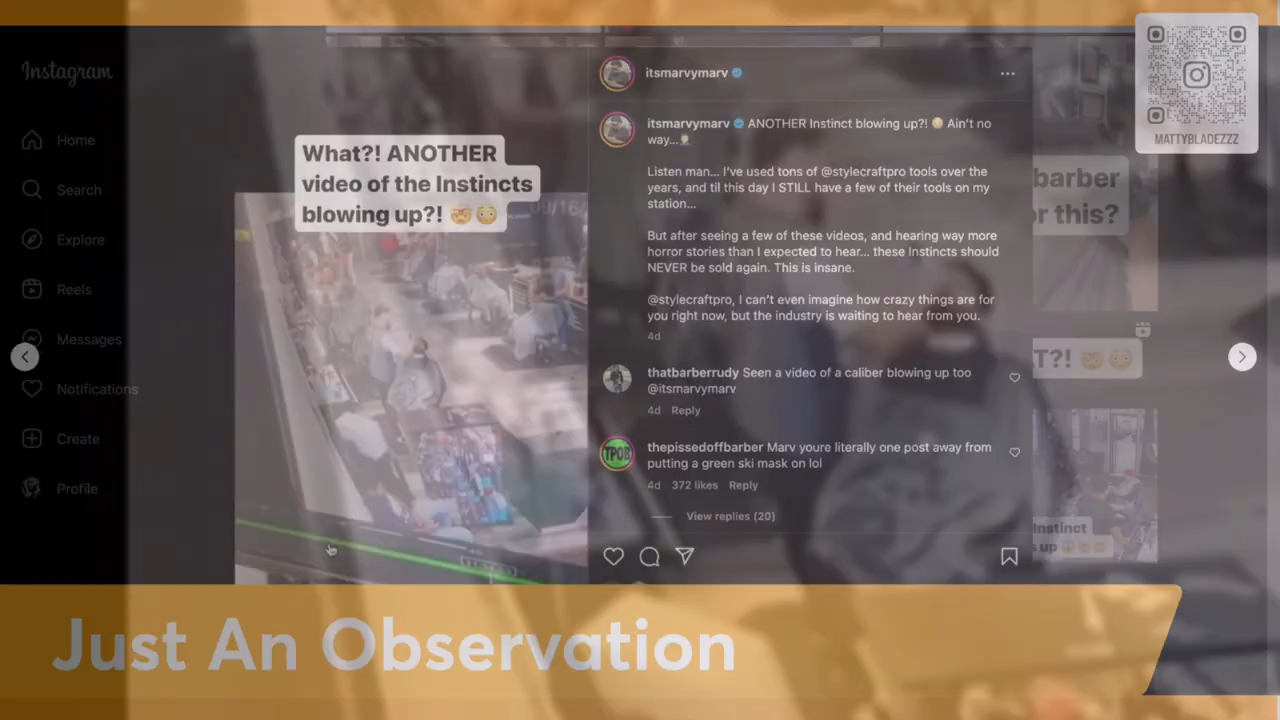 Instagram
Home
Search
Explore
Reels
Messages
Notifications
Create
Profile
What?! ANOTHER
video of the Instincts
blowing up?! 🤯😳
09/16/
itsmarvymarv
itsmarvymarv ANOTHER Instinct blowing up?! 😳 Ain't no
way...
Listen man... I've used tons of @stylecraftpro tools over the
years, and til this day I STILL have a few of their tools on my
station...
But after seeing a few of these videos, and hearing way more
horror stories than I expected to hear... these Instincts should
NEVER be sold again. This is insane.
@stylecraftpro, I can't even imagine how crazy things are for
you right now, but the industry is waiting to hear from you.
4d
thatbarberrudy Seen a video of a caliber blowing up too
@itsmarvymarv
4d Reply
TPOB
thepissedoffbarber Marv youre literally one post away from
putting a green ski mask on lol
4d 372 likes Reply
View replies (20)
barber
or this?
T?! 🤯😳
Instinct
s up
MATTYBLADEZZZ
Just An Observation